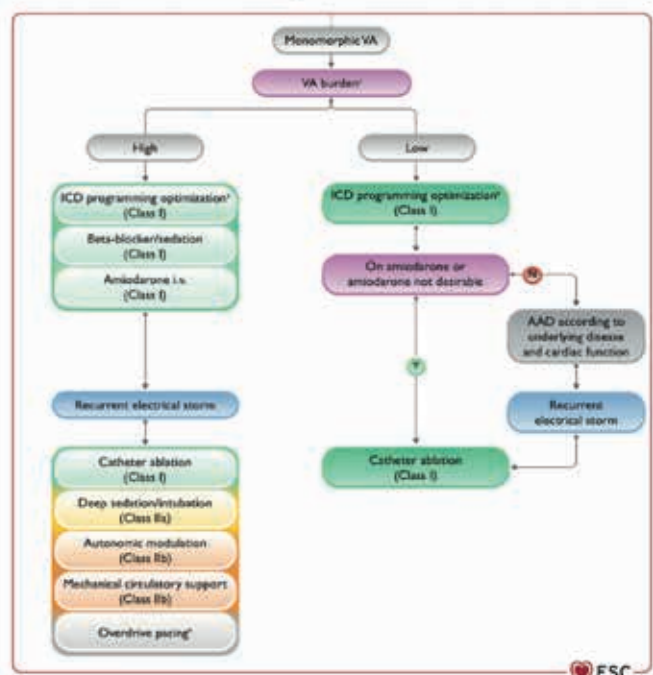 Monomorphic VA
VA burden
High
Low
ICD programming optimization
(Class I)
Beta-blocker/sedation
(Class I)
Amiodarone i.v.
(Class I)
ICD programming optimization
(Class I)
On amiodarone or
amiodarone not desirable
N
AAD according to
underlying disease
and cardiac function
Y
Recurrent electrical storm
Recurrent
electrical storm
Catheter ablation
(Class I)
Catheter ablation
(Class I)
Deep sedation/intubation
(Class IIa)
Autonomic modulation
(Class IIb)
Mechanical circulatory support
(Class IIb)
Overdrive pacing
ESC